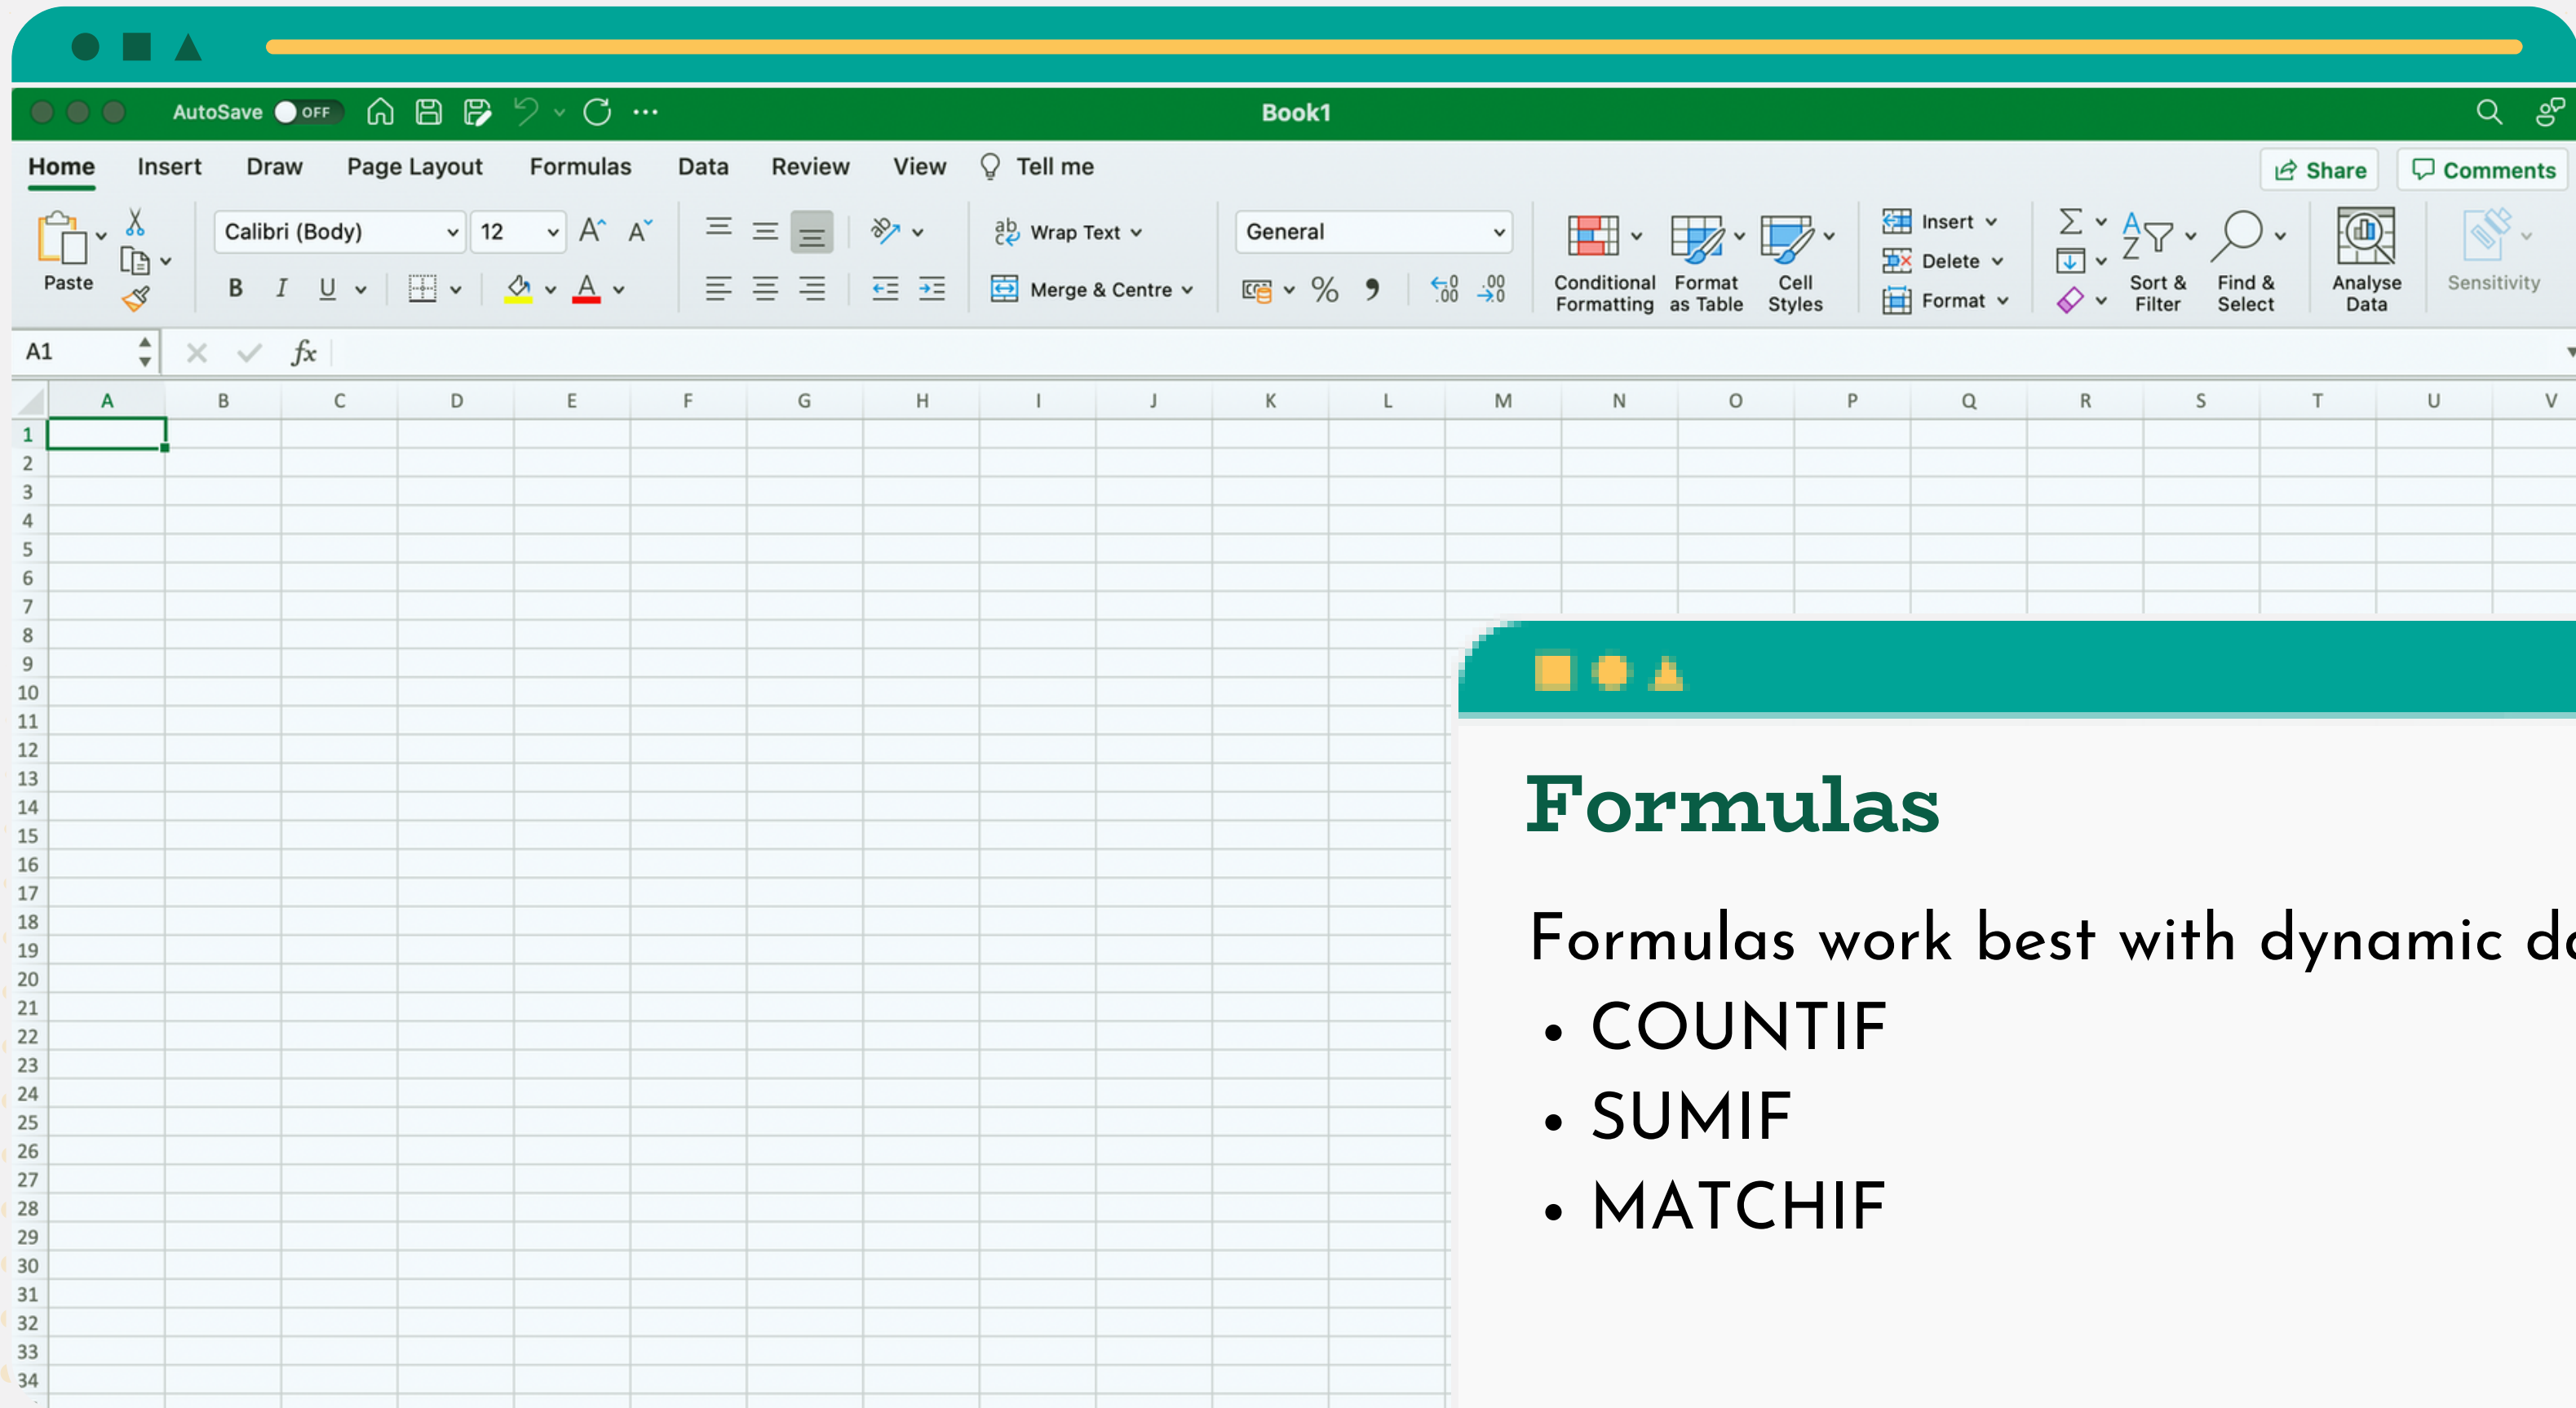 AutoSave OFF Book1
Home Insert Draw Page Layout Formulas Data Review View Tell me Share Comments
Paste Calibri (Body) 12 Wrap Text General Insert
B I U Merge & Centre Delete
Conditional Formatting Format as Table Cell Styles Format Sort & Filter Find & Select Analyse Data Sensitivity
A1 fx
A B C D E F G H I J K L M N O P Q R S T U V
1
2
3
4
5
6
7
8
9
10
11
12
13
14
15
16
17
18
19
20
21
22
23
24
25
26
27
28
29
30
31
32
33
34
Formulas
Formulas work best with dynamic
• COUNTIF
• SUMIF
• MATCHIF